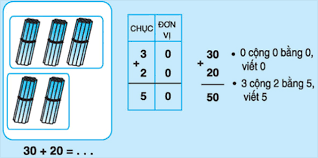 CHỤC ĐƠN VỊ
3 0
+
2 0
5 0
30
+
20
50
• 0 cộng 0 bằng 0, viết 0
• 3 cộng 2 bằng 5, viết 5
30 + 20 = . . .